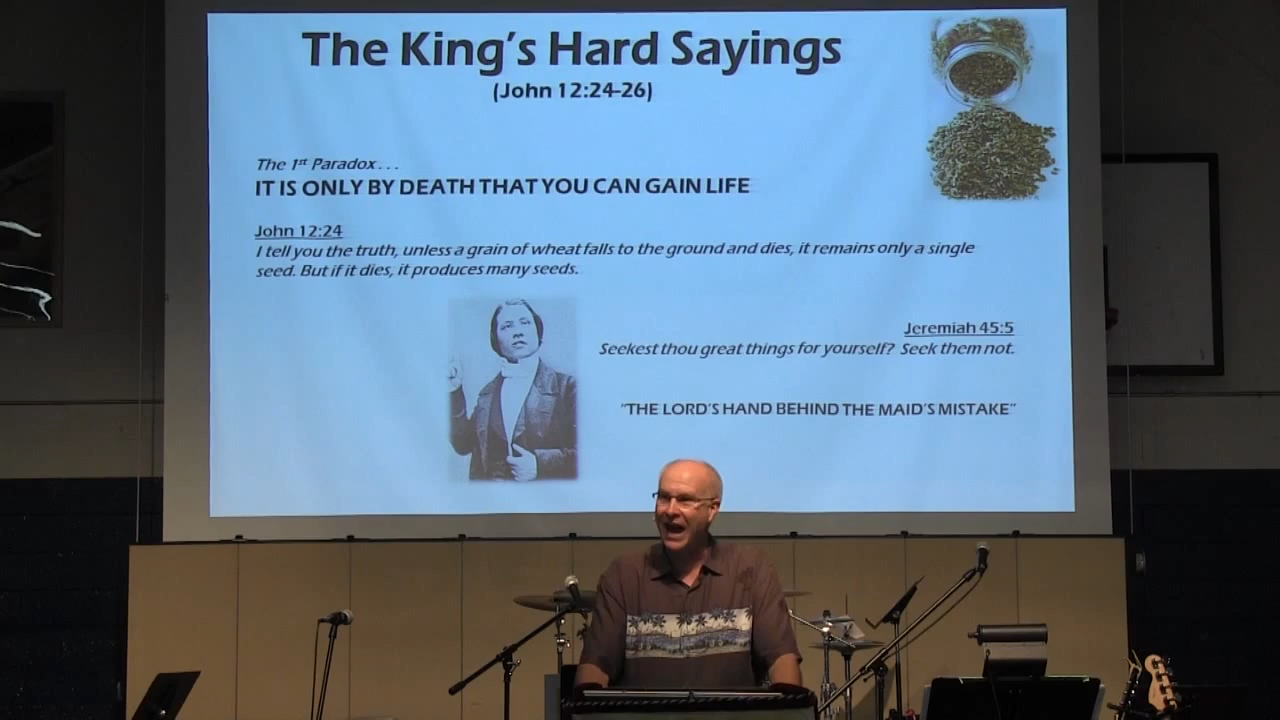 The King's Hard Sayings
(John 12:24-26)
The 1st Paradox . . .
IT IS ONLY BY DEATH THAT YOU CAN GAIN LIFE
John 12:24
I tell you the truth, unless a grain of wheat falls to the ground and dies, it remains only a single
seed. But if it dies, it produces many seeds.
Jeremiah 45:5
Seekest thou great things for yourself? Seek them not.
"THE LORD'S HAND BEHIND THE MAID'S MISTAKE"